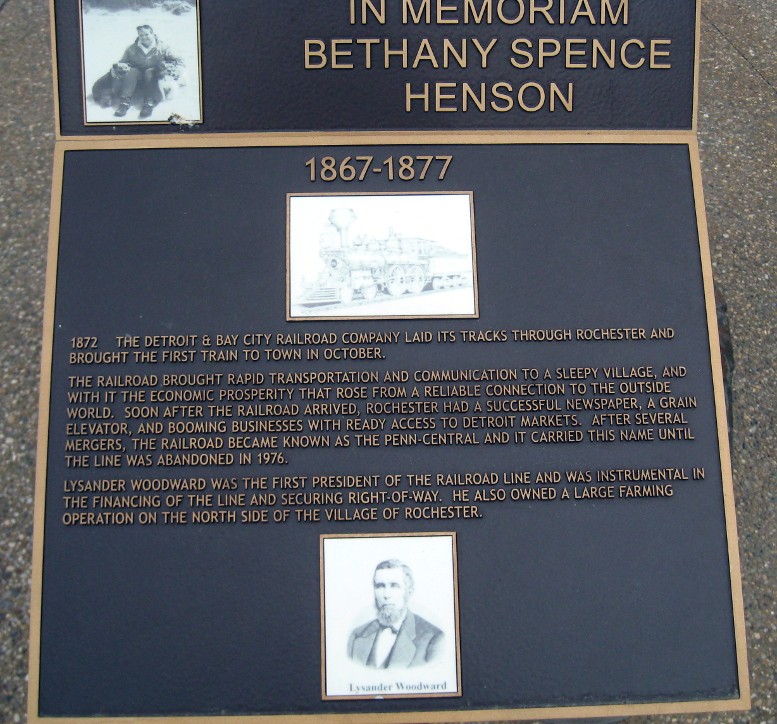 IN MEMORIAM
BETHANY SPENCE
HENSON
1867-1877
1872 THE DETROIT & BAY CITY RAILROAD COMPANY LAID ITS TRACKS THROUGH ROCHESTER AND
BROUGHT THE FIRST TRAIN TO TOWN IN OCTOBER.
THE RAILROAD BROUGHT RAPID TRANSPORTATION AND COMMUNICATION TO A SLEEPY VILLAGE, AND
WITH IT THE ECONOMIC PROSPERITY THAT ROSE FROM A RELIABLE CONNECTION TO THE OUTSIDE
WORLD. SOON AFTER THE RAILROAD ARRIVED, ROCHESTER HAD A SUCCESSFUL NEWSPAPER, A GRAIN
ELEVATOR, AND BOOMING BUSINESSES WITH READY ACCESS TO DETROIT MARKETS. AFTER SEVERAL
MERGERS, THE RAILROAD BECAME KNOWN AS THE PENN-CENTRAL AND IT CARRIED THIS NAME UNTIL
THE LINE WAS ABANDONED IN 1976.
LYSANDER WOODWARD WAS THE FIRST PRESIDENT OF THE RAILROAD LINE AND WAS INSTRUMENTAL IN
THE FINANCING OF THE LINE AND SECURING RIGHT-OF-WAY. HE ALSO OWNED A LARGE FARMING
OPERATION ON THE NORTH SIDE OF THE VILLAGE OF ROCHESTER.
Lysander Woodward